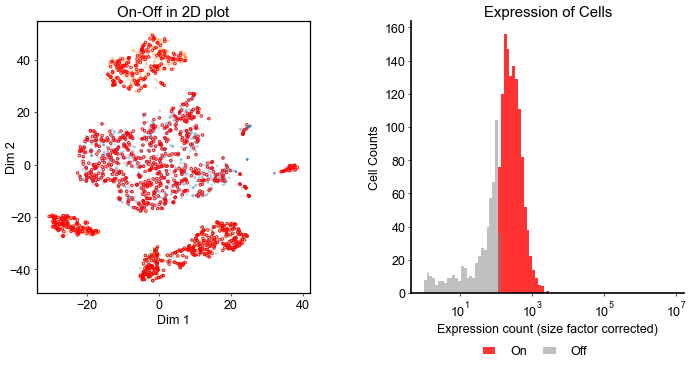 On-Off in 2D plot
Dim 2
40
20
0
−20
−40
−20
0
20
40
Dim 1
Expression of Cells
Cell Counts
160
140
120
100
80
60
40
20
0
10^1
10^3
10^5
10^7
Expression count (size factor corrected)
On
Off